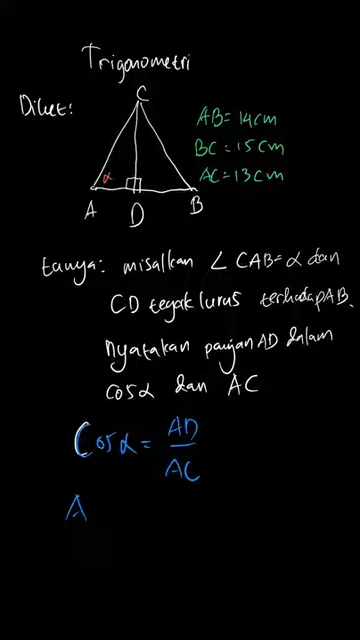 Trigonometri
Diket:
C
AB = 14 cm
BC = 15 cm
AC = 13 cm
α
A
D
B
tanya: misalkan ∠ CAB = α dan
CD tegak lurus terhadap AB.
Nyatakan panjan AD dalam
cos α dan AC
Cos α = AD/AC
A